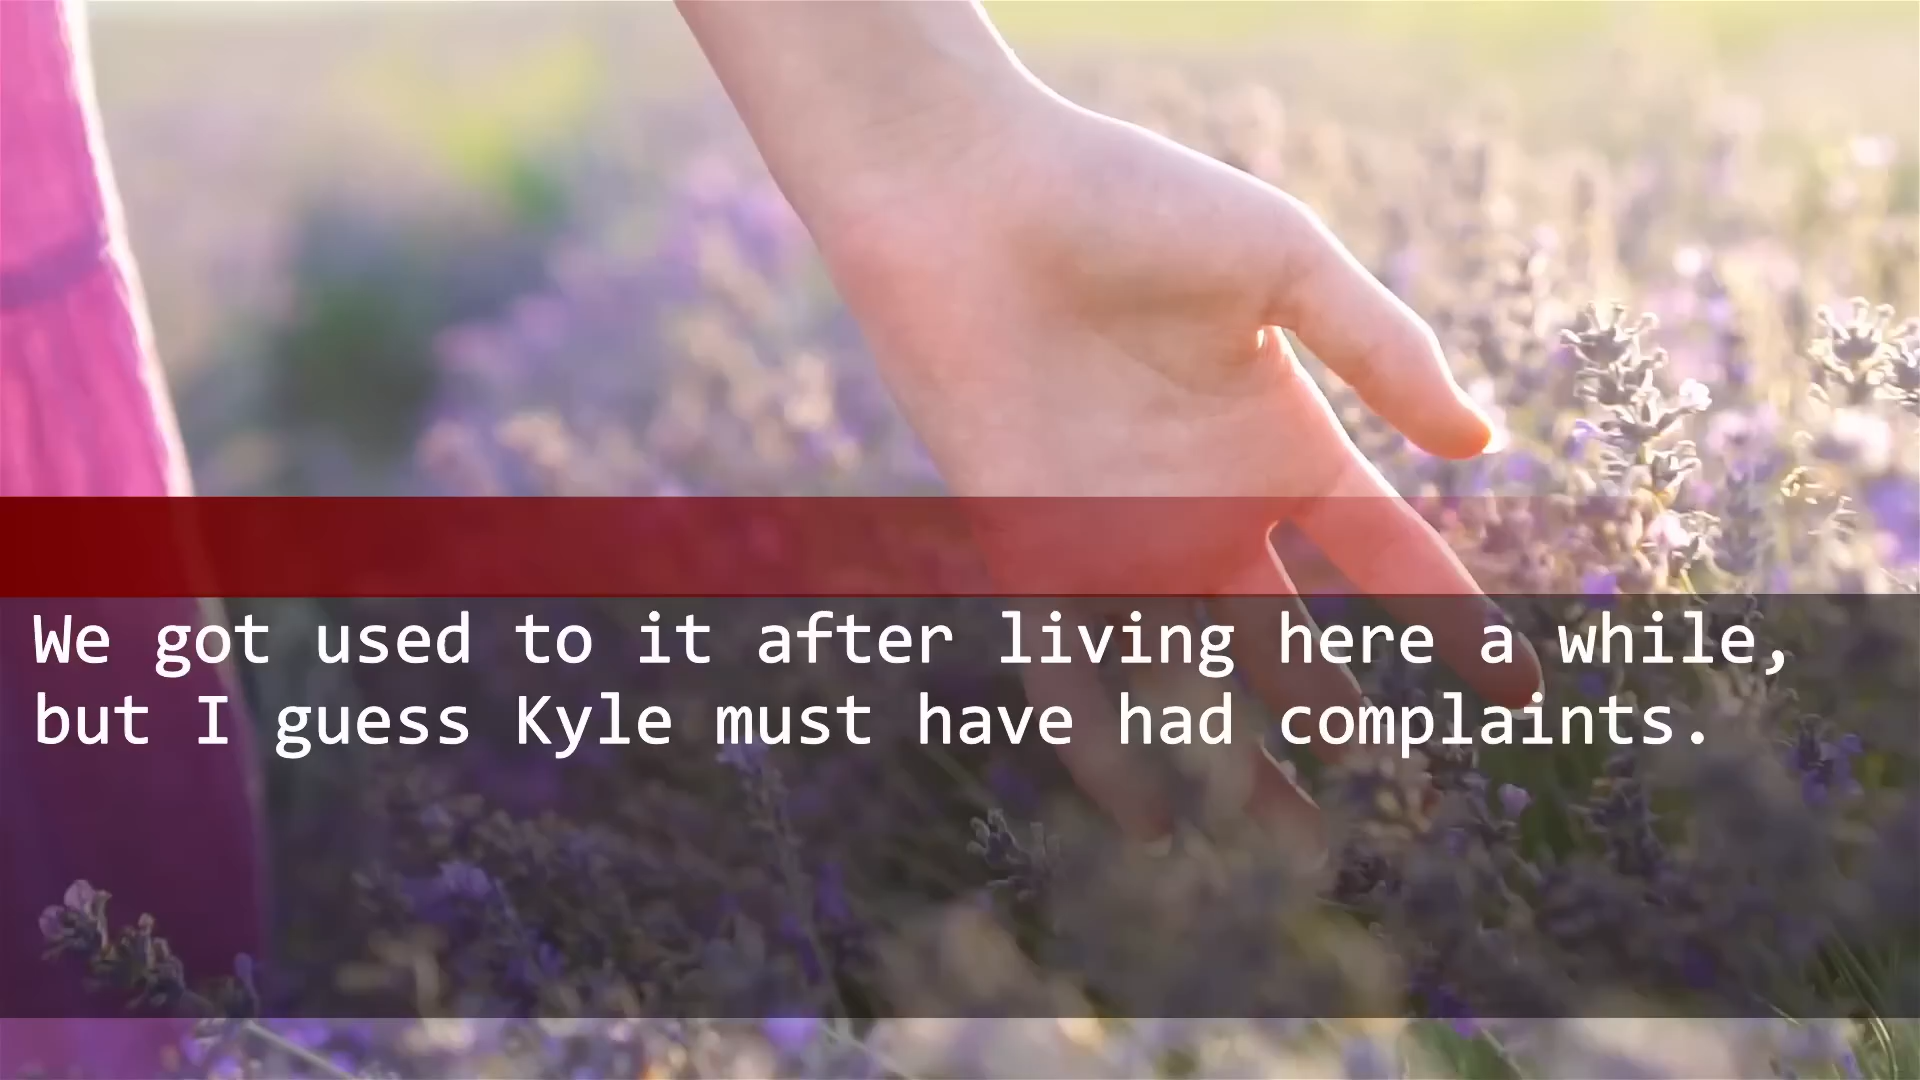 We got used to it after living here a while,
but I guess Kyle must have had complaints.